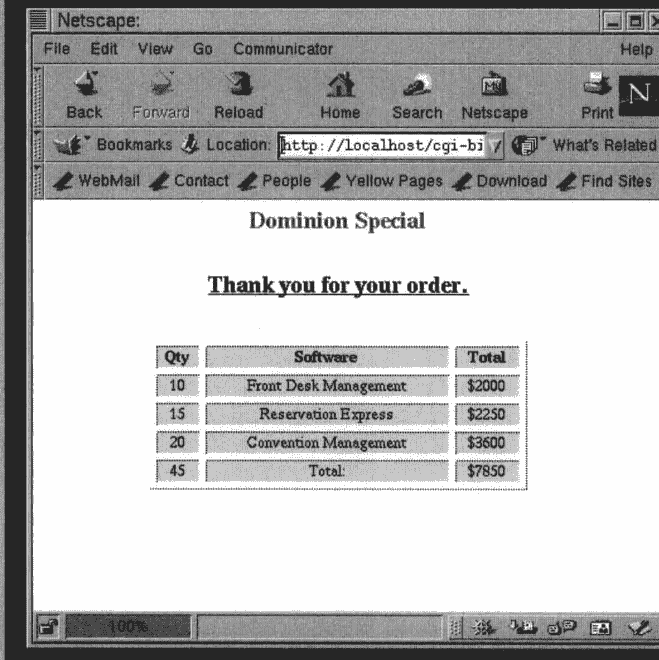 Netscape:
File Edit View Go Communicator Help
Back Forward Reload Home Search Netscape Print N
Bookmarks Location: http://localhost/cgi-bi What's Related
WebMail Contact People Yellow Pages Download Find Sites
Dominion Special
Thank you for your order.
Qty Software Total
10 Front Desk Management $2000
15 Reservation Express $2250
20 Convention Management $3600
45 Total: $7850
100%